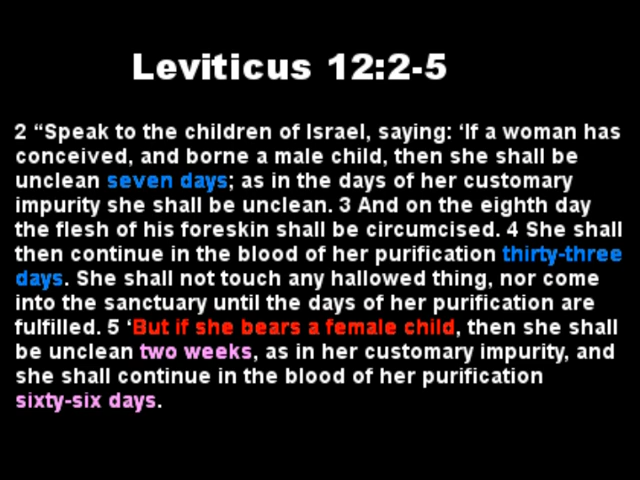 Leviticus 12:2-5
2 “Speak to the children of Israel, saying: ‘If a woman has
conceived, and borne a male child, then she shall be
unclean seven days; as in the days of her customary
impurity she shall be unclean. 3 And on the eighth day
the flesh of his foreskin shall be circumcised. 4 She shall
then continue in the blood of her purification thirty-three
days. She shall not touch any hallowed thing, nor come
into the sanctuary until the days of her purification are
fulfilled. 5 ‘But if she bears a female child, then she shall
be unclean two weeks, as in her customary impurity, and
she shall continue in the blood of her purification
sixty-six days.